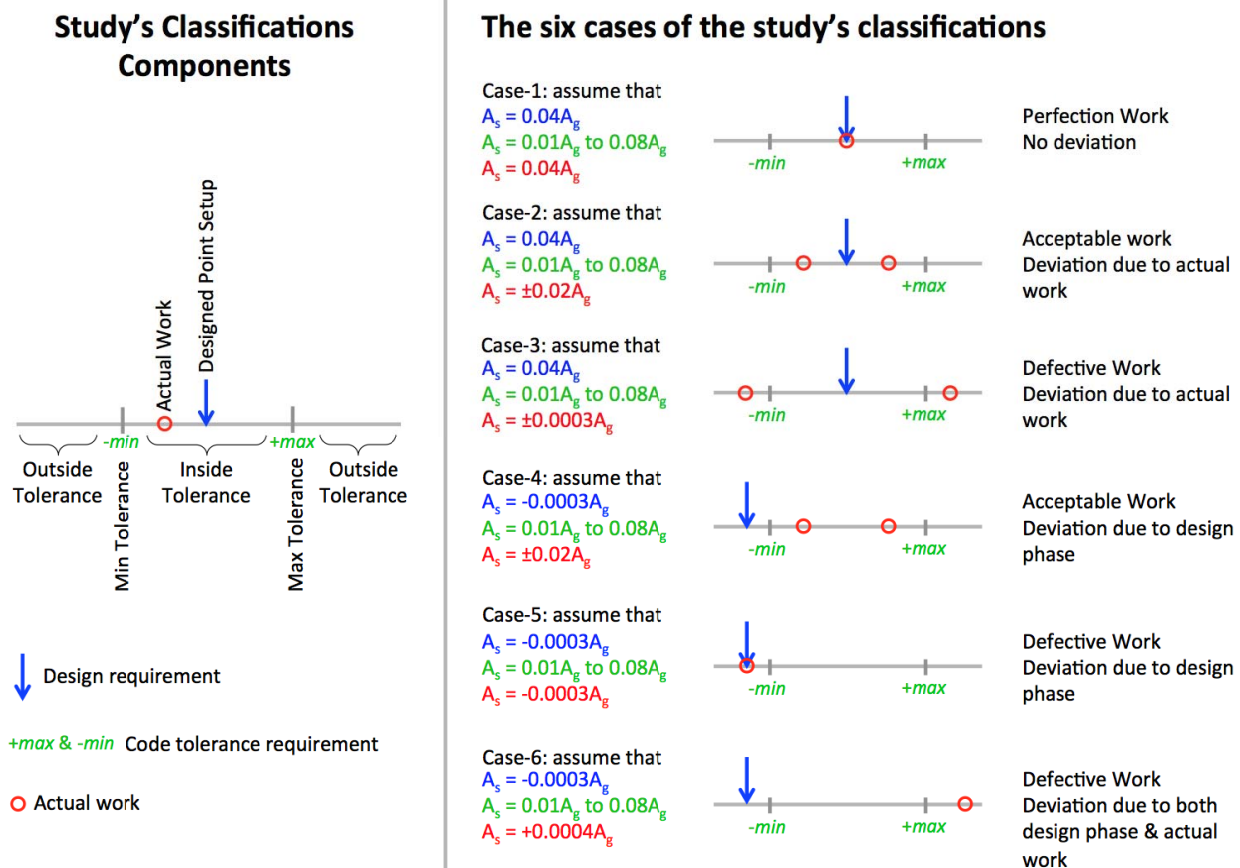 Study's Classifications
Components
Actual Work
Designed Point Setup
-min
+max
Outside
Tolerance
Min Tolerance
Inside
Tolerance
Max Tolerance
Outside
Tolerance
Design requirement
+max & -min Code tolerance requirement
Actual work
The six cases of the study's classifications
Case-1: assume that
As = 0.04Ag
As = 0.01Ag to 0.08Ag
As = 0.04Ag
-min
+max
Perfection Work
No deviation
Case-2: assume that
As = 0.04Ag
As = 0.01Ag to 0.08Ag
As = ±0.02Ag
-min
+max
Acceptable work
Deviation due to actual
work
Case-3: assume that
As = 0.04Ag
As = 0.01Ag to 0.08Ag
As = ±0.0003Ag
-min
+max
Defective Work
Deviation due to actual
work
Case-4: assume that
As = -0.0003Ag
As = 0.01Ag to 0.08Ag
As = ±0.02Ag
-min
+max
Acceptable Work
Deviation due to design
phase
Case-5: assume that
As = -0.0003Ag
As = 0.01Ag to 0.08Ag
As = -0.0003Ag
-min
+max
Defective Work
Deviation due to design
phase
Case-6: assume that
As = -0.0003Ag
As = 0.01Ag to 0.08Ag
As = +0.0004Ag
-min
+max
Defective Work
Deviation due to both
design phase & actual
work